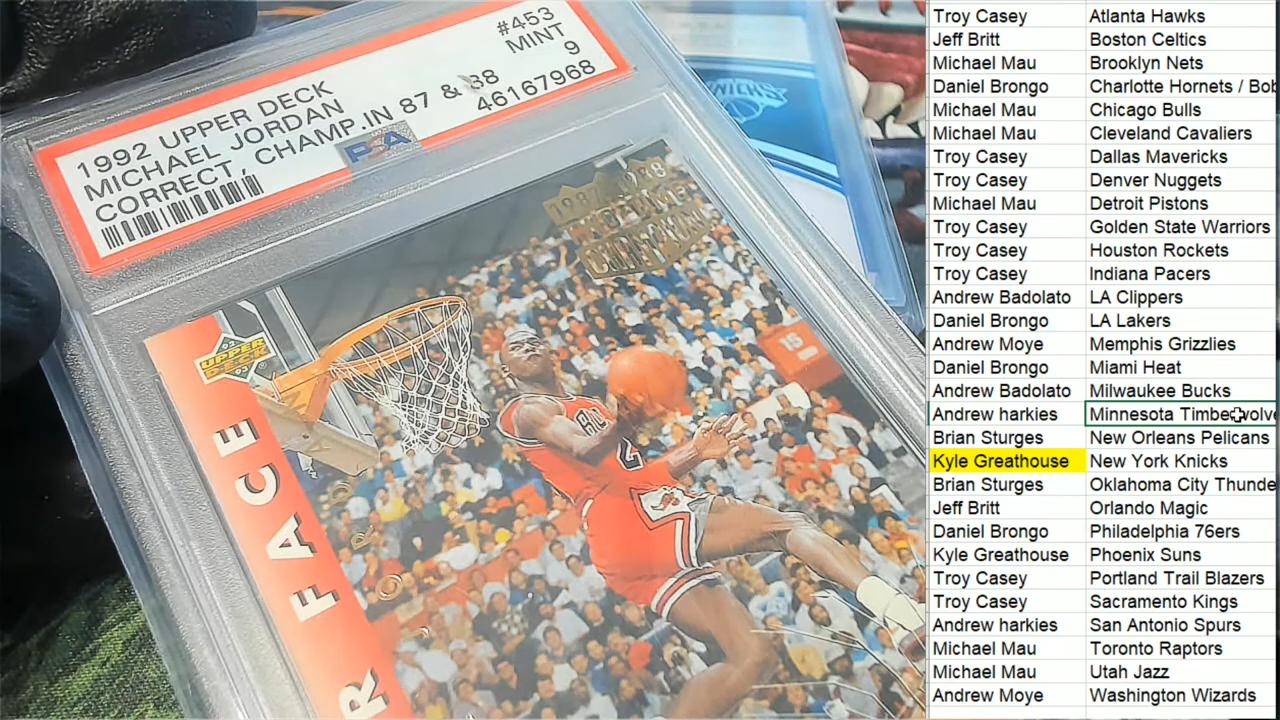 #453
MINT
9
46167968
1992 UPPER DECK
MICHAEL JORDAN
CORRECT, CHAMP.IN 87 & 88
PSA
KNICKS
UPPER
DECK
R FACE
R
15
Troy Casey Atlanta Hawks
Jeff Britt Boston Celtics
Michael Mau Brooklyn Nets
Daniel Brongo Charlotte Hornets / Bob
Michael Mau Chicago Bulls
Michael Mau Cleveland Cavaliers
Troy Casey Dallas Mavericks
Troy Casey Denver Nuggets
Michael Mau Detroit Pistons
Troy Casey Golden State Warriors
Troy Casey Houston Rockets
Troy Casey Indiana Pacers
Andrew Badolato LA Clippers
Daniel Brongo LA Lakers
Andrew Moye Memphis Grizzlies
Daniel Brongo Miami Heat
Andrew Badolato Milwaukee Bucks
Andrew harkies Minnesota Timberwolve
Brian Sturges New Orleans Pelicans
Kyle Greathouse New York Knicks
Brian Sturges Oklahoma City Thunde
Jeff Britt Orlando Magic
Daniel Brongo Philadelphia 76ers
Kyle Greathouse Phoenix Suns
Troy Casey Portland Trail Blazers
Troy Casey Sacramento Kings
Andrew harkies San Antonio Spurs
Michael Mau Toronto Raptors
Michael Mau Utah Jazz
Andrew Moye Washington Wizards